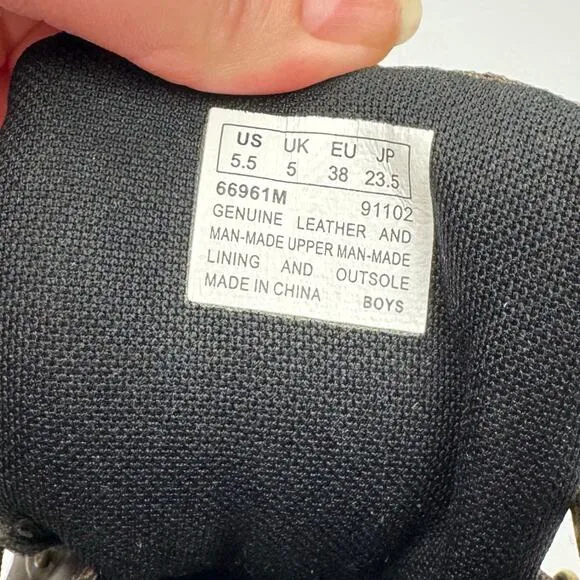 US UK EU JP
5.5 5 38 23.5
66961M 91102
GENUINE LEATHER AND
MAN-MADE UPPER MAN-MADE
LINING AND OUTSOLE
MADE IN CHINA BOYS